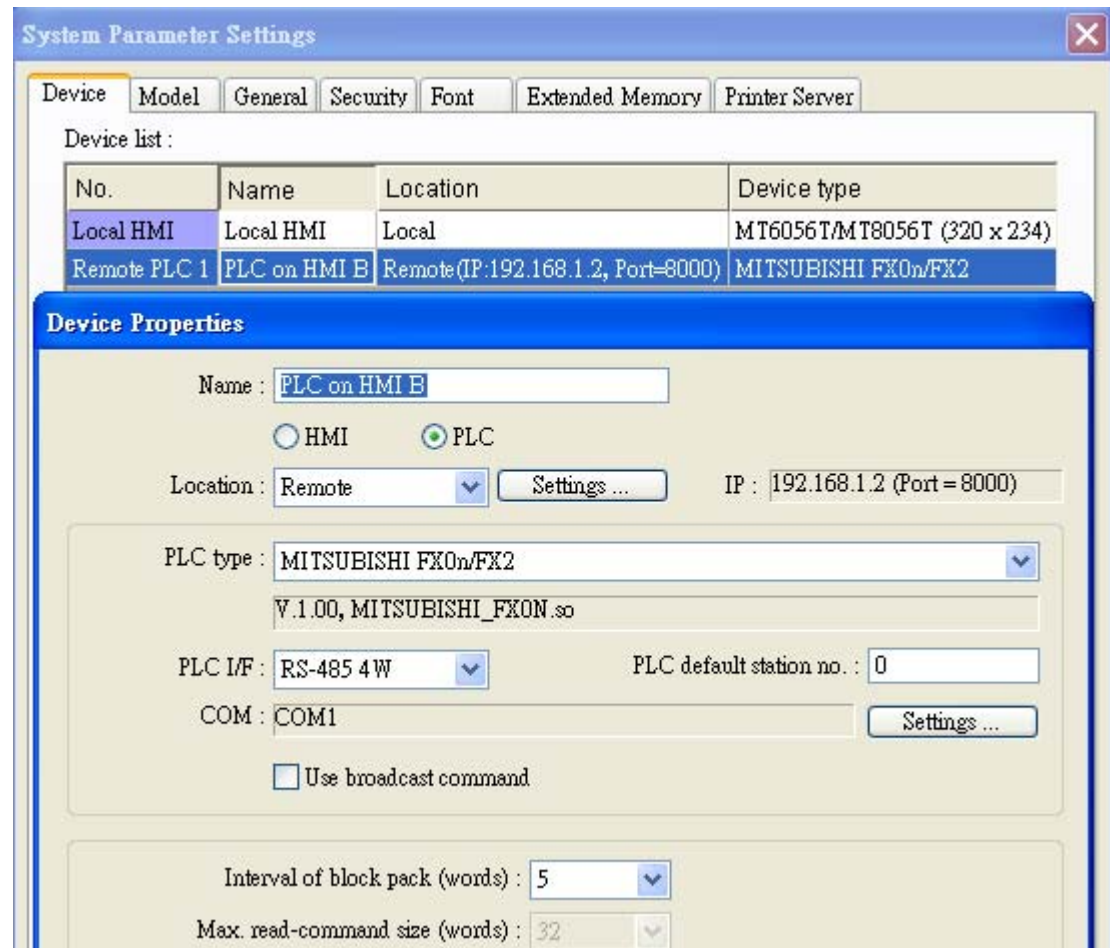 System Parameter Settings
Device Model General Security Font Extended Memory Printer Server
Device list :
No. Name Location Device type
Local HMI Local HMI Local MT6056T/MT8056T (320 x 234)
Remote PLC 1 PLC on HMI B Remote(IP:192.168.1.2, Port=8000) MITSUBISHI FX0n/FX2
Device Properties
Name : PLC on HMI B
HMI PLC
Location : Remote Settings ... IP : 192.168.1.2 (Port = 8000)
PLC type : MITSUBISHI FX0n/FX2
V.1.00, MITSUBISHI_FX0N.so
PLC I/F : RS-485 4W PLC default station no. : 0
COM : COM1 Settings ...
Use broadcast command
Interval of block pack (words) : 5
Max. read-command size (words) : 32